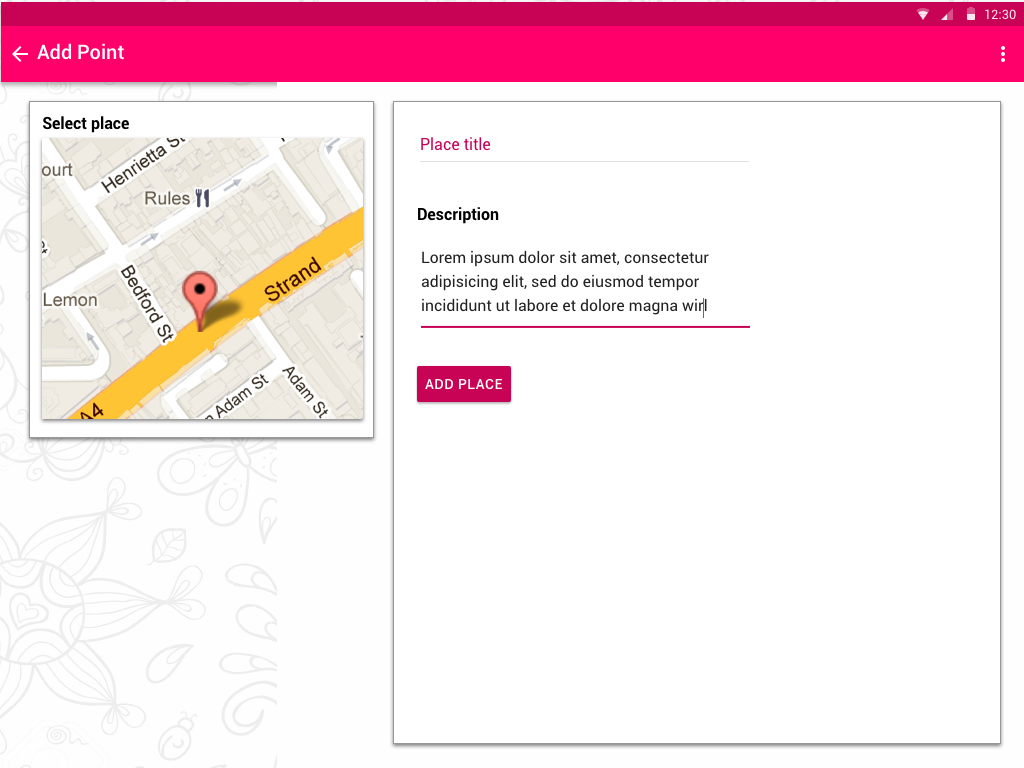 12:30
Add Point
Select place
ourt
Henrietta St
Rules
Lemon
Bedford St
Strand
A4
Adam St
Adam St
Place title
Description
Lorem ipsum dolor sit amet, consectetur
adipisicing elit, sed do eiusmod tempor
incididunt ut labore et dolore magna wirl
ADD PLACE